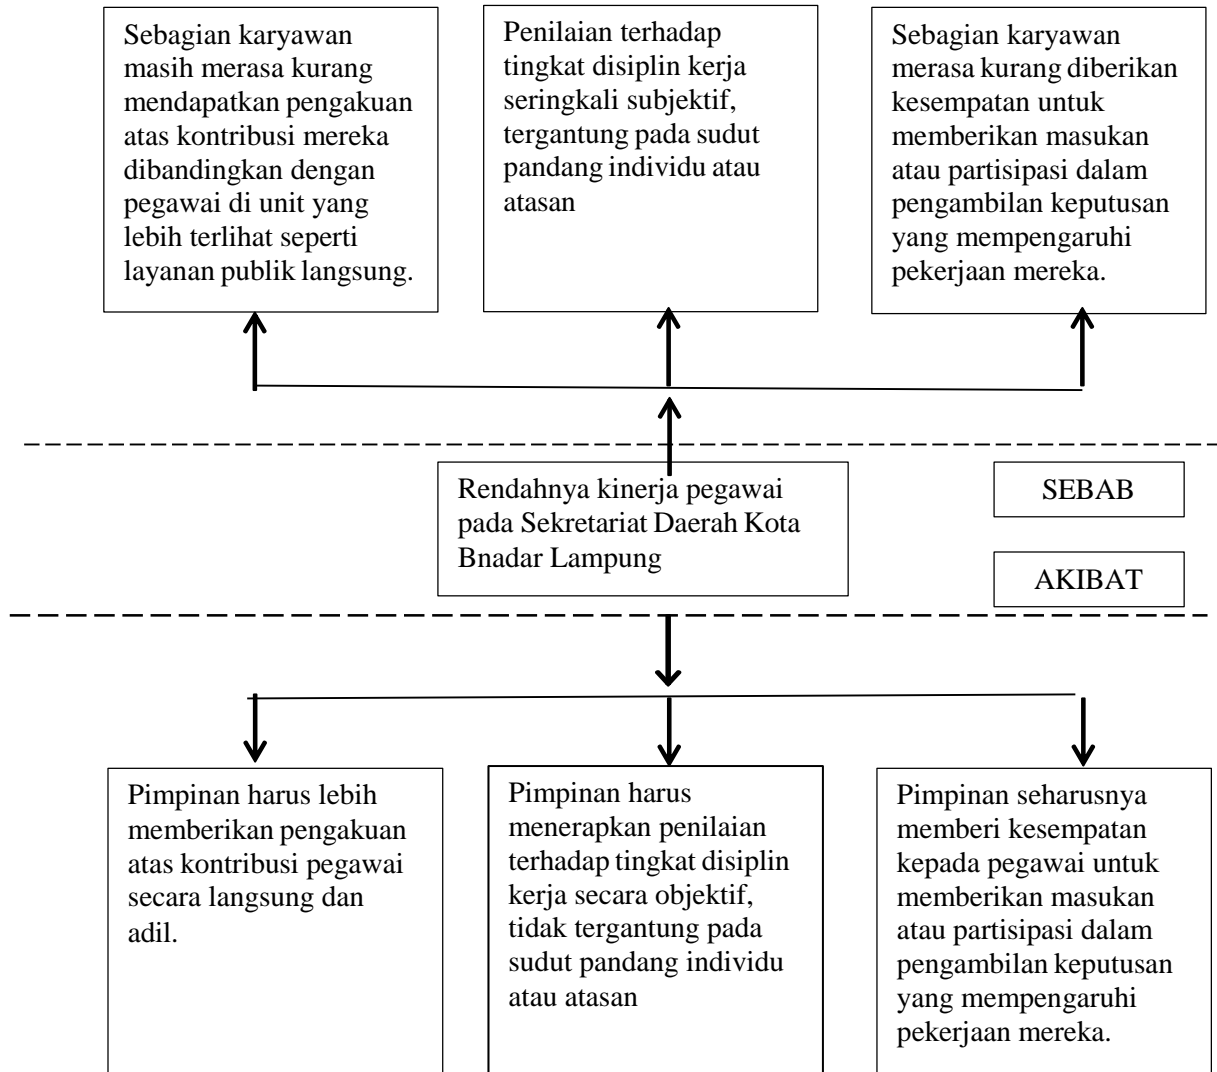 Sebagian karyawan
masih merasa kurang
mendapatkan pengakuan
atas kontribusi mereka
dibandingkan dengan
pegawai di unit yang
lebih terlihat seperti
layanan publik langsung.
Penilaian terhadap
tingkat disiplin kerja
seringkali subjektif,
tergantung pada sudut
pandang individu atau
atasan
Sebagian karyawan
merasa kurang diberikan
kesempatan untuk
memberikan masukan
atau partisipasi dalam
pengambilan keputusan
yang mempengaruhi
pekerjaan mereka.
Rendahnya kinerja pegawai
pada Sekretariat Daerah Kota
Bnadar Lampung
SEBAB
AKIBAT
Pimpinan harus lebih
memberikan pengakuan
atas kontribusi pegawai
secara langsung dan
adil.
Pimpinan harus
menerapkan penilaian
terhadap tingkat disiplin
kerja secara objektif,
tidak tergantung pada
sudut pandang individu
atau atasan
Pimpinan seharusnya
memberi kesempatan
kepada pegawai untuk
memberikan masukan
atau partisipasi dalam
pengambilan keputusan
yang mempengaruhi
pekerjaan mereka.